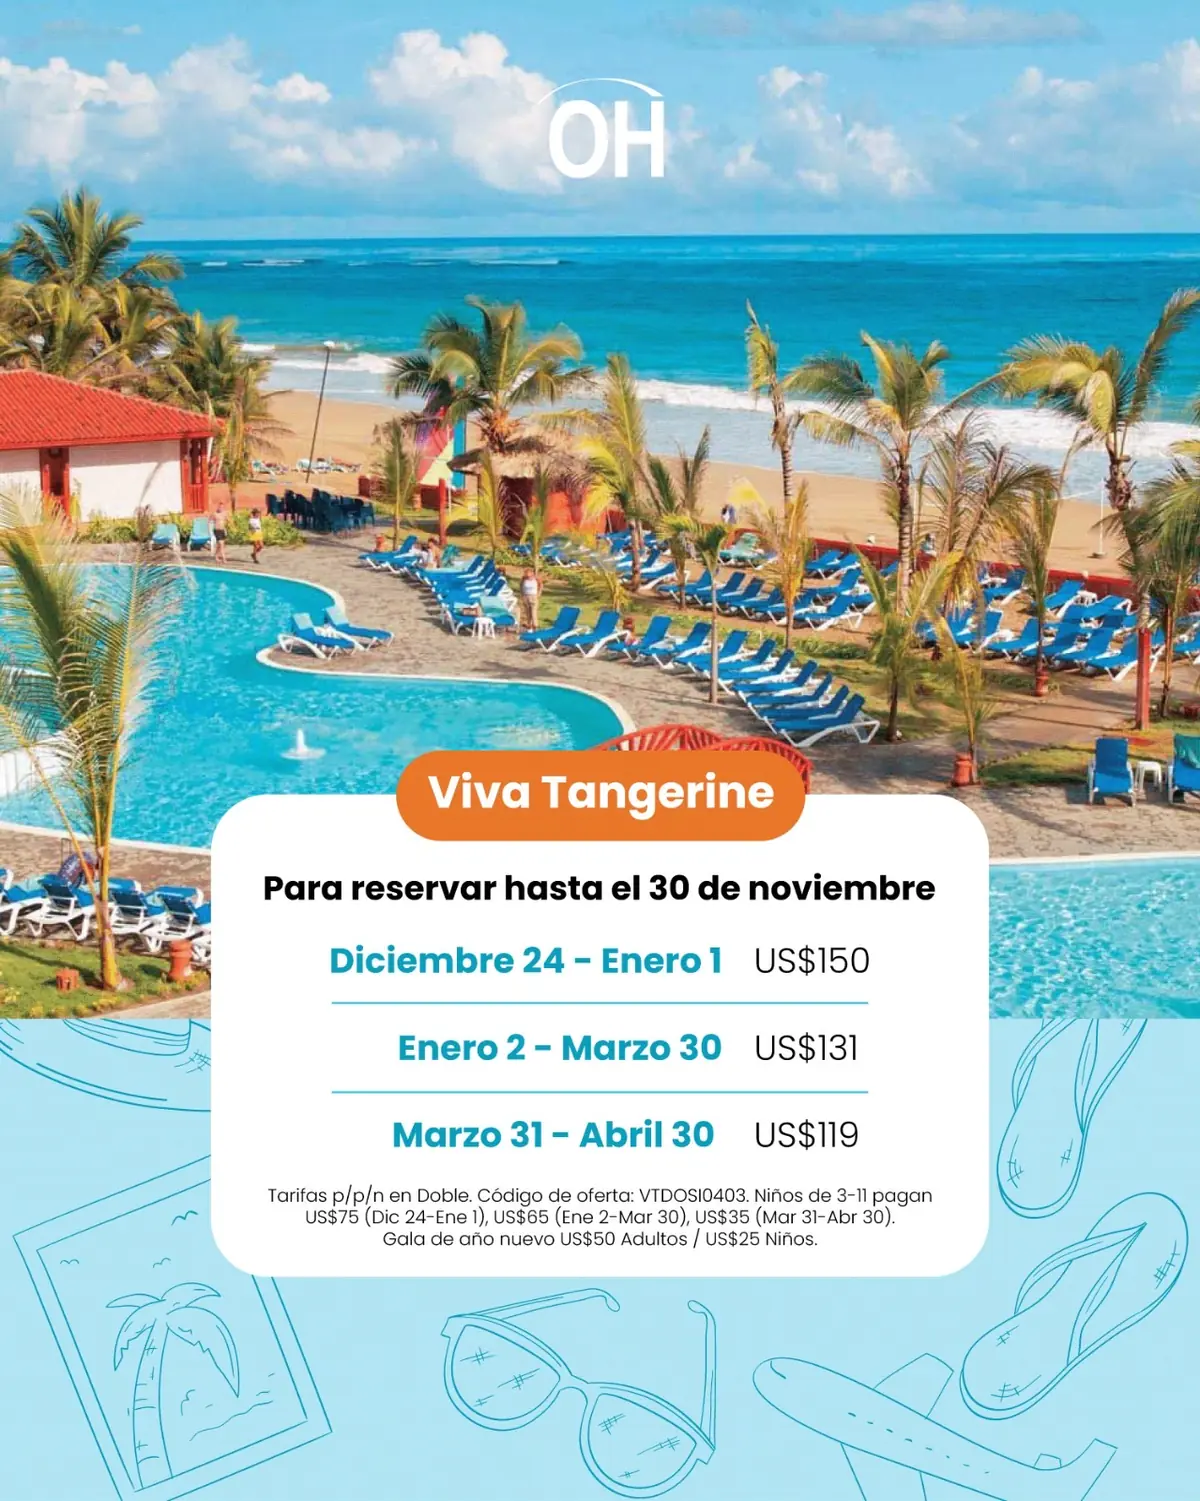 OH
Viva Tangerine
Para reservar hasta el 30 de noviembre
Diciembre 24 - Enero 1 US$150
Enero 2 - Marzo 30 US$131
Marzo 31 - Abril 30 US$119
Tarifas p/p/n en Doble. Código de oferta: VTDOSI0403. Niños de 3-11 pagan
US$75 (Dic 24-Ene 1), US$65 (Ene 2-Mar 30), US$35 (Mar 31-Abr 30).
Gala de año nuevo US$50 Adultos / US$25 Niños.